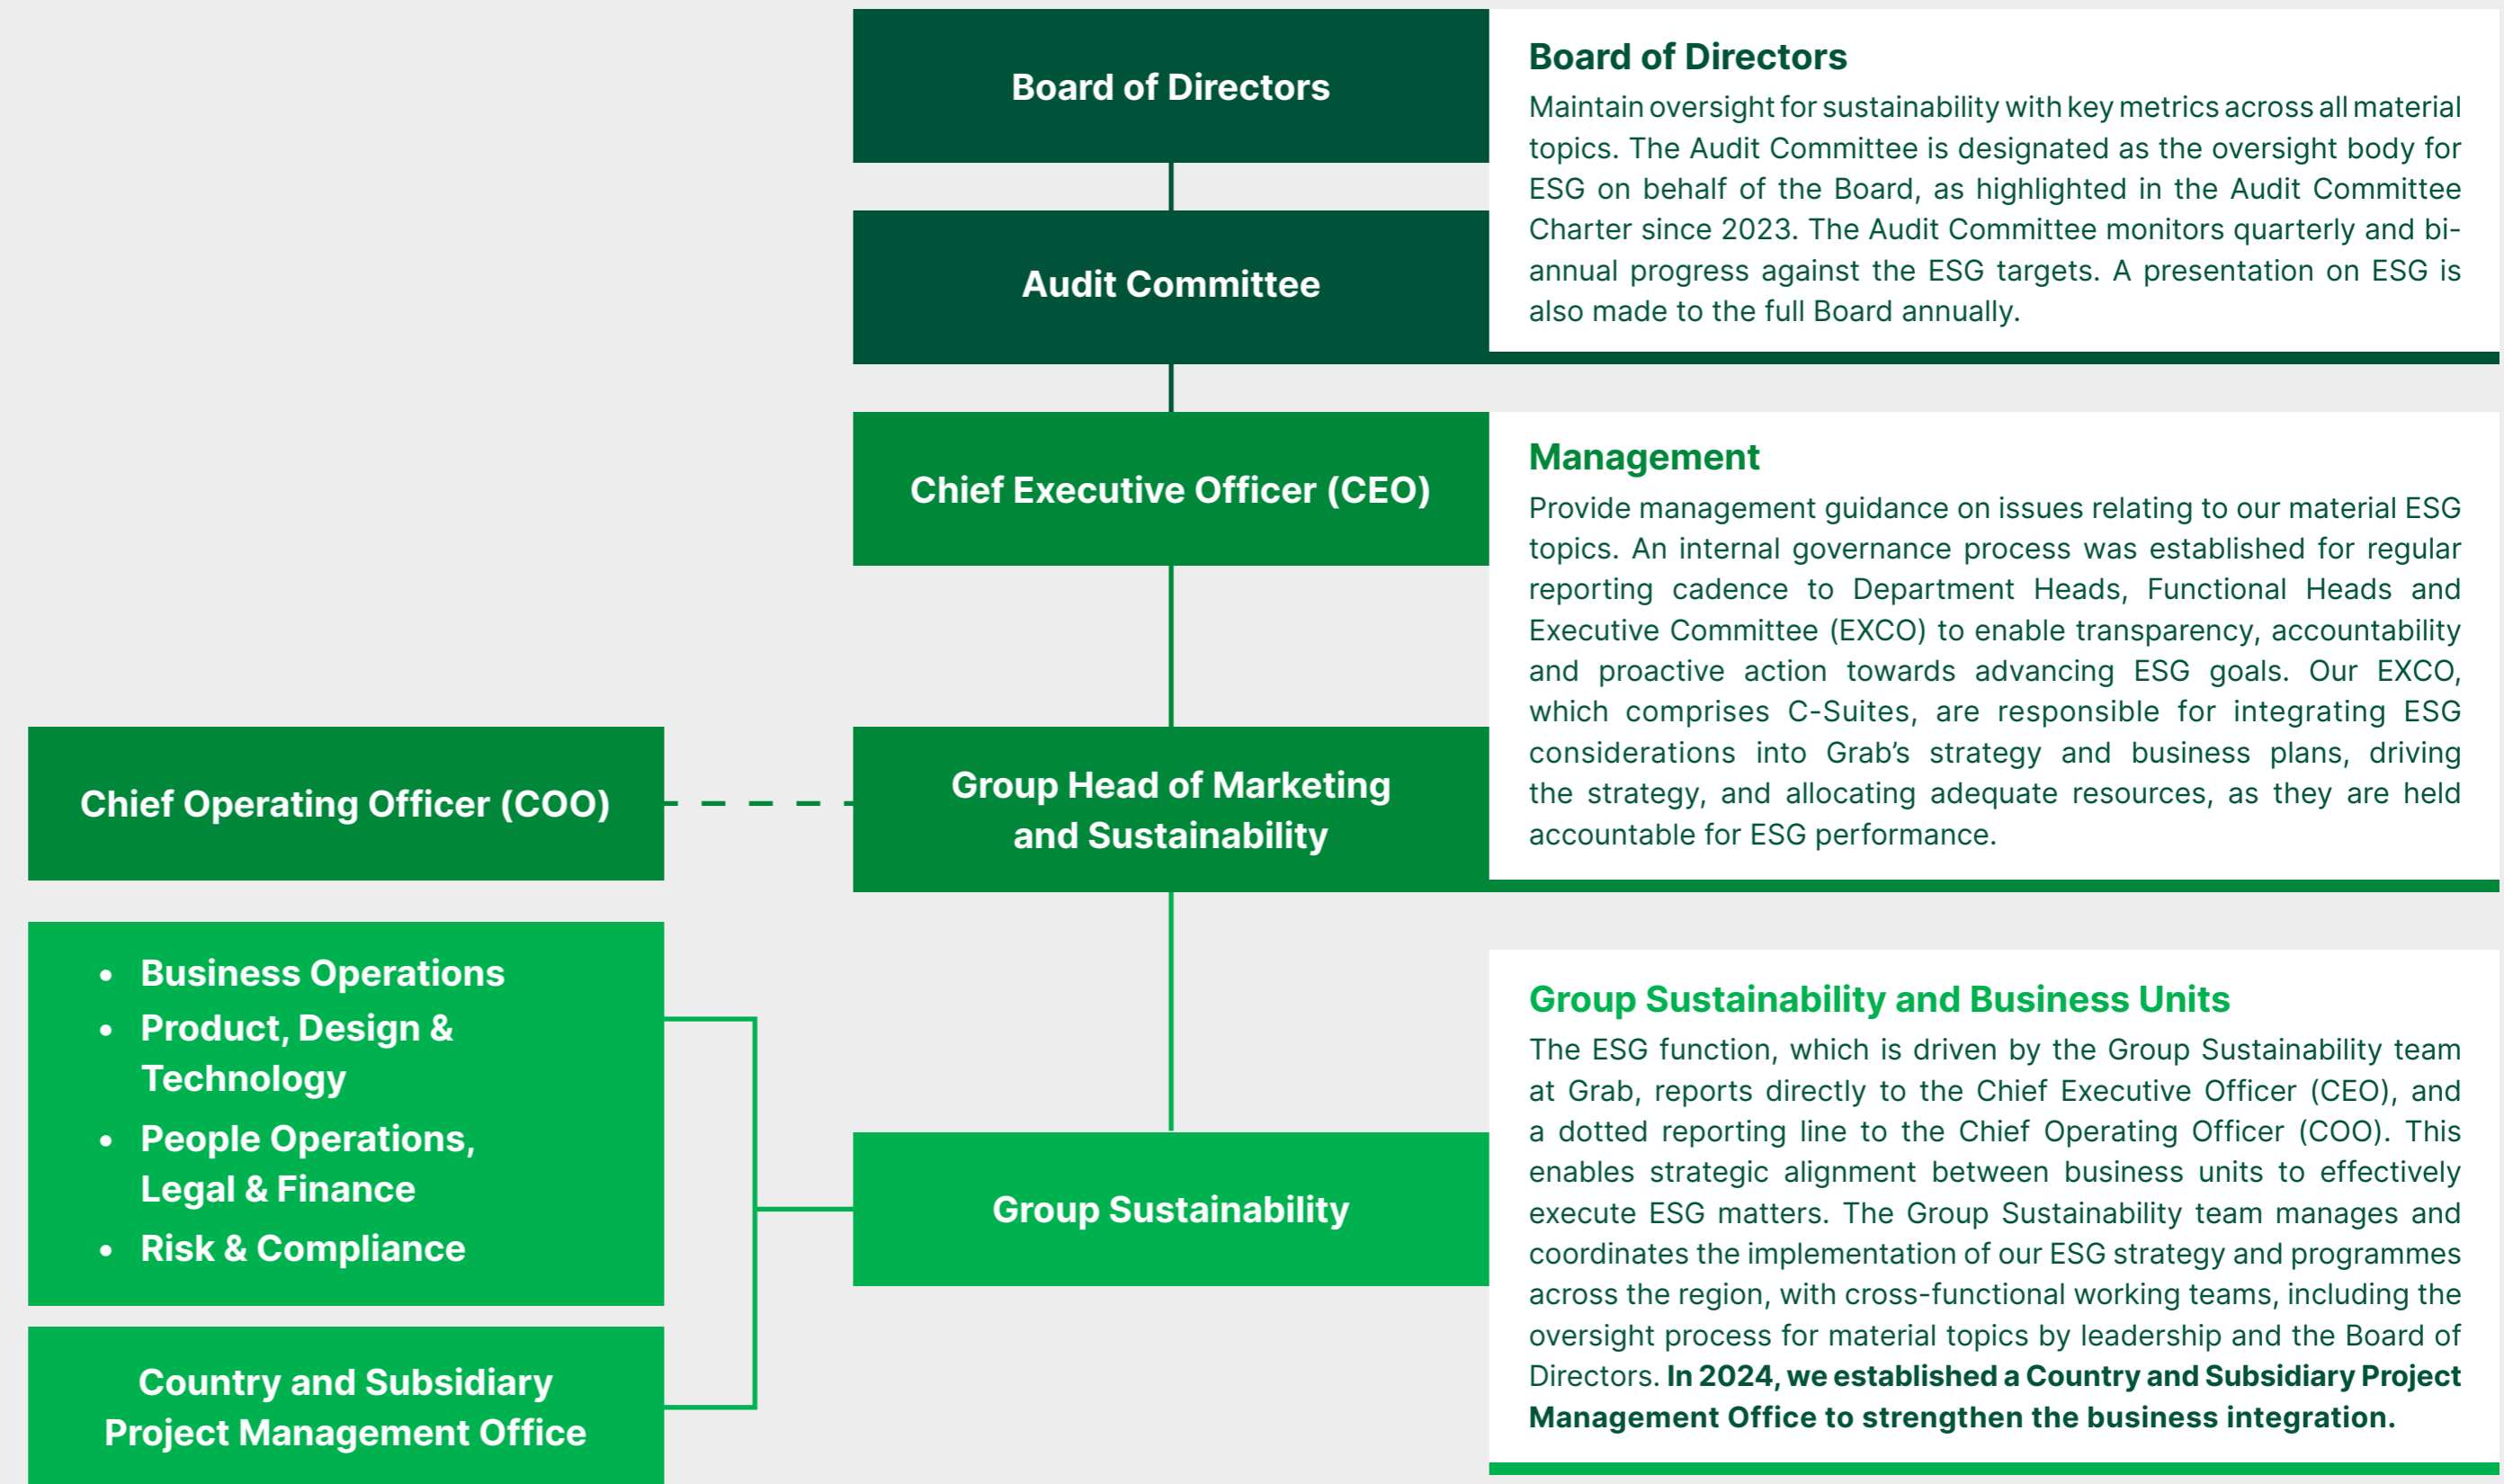 Board of Directors
Audit Committee
Board of Directors
Maintain oversight for sustainability with key metrics across all material
topics. The Audit Committee is designated as the oversight body for
ESG on behalf of the Board, as highlighted in the Audit Committee
Charter since 2023. The Audit Committee monitors quarterly and bi-
annual progress against the ESG targets. A presentation on ESG is
also made to the full Board annually.
Chief Executive Officer (CEO)
Chief Operating Officer (COO)
Group Head of Marketing
and Sustainability
Management
Provide management guidance on issues relating to our material ESG
topics. An internal governance process was established for regular
reporting cadence to Department Heads, Functional Heads and
Executive Committee (EXCO) to enable transparency, accountability
and proactive action towards advancing ESG goals. Our EXCO,
which comprises C-Suites, are responsible for integrating ESG
considerations into Grab’s strategy and business plans, driving
the strategy, and allocating adequate resources, as they are held
accountable for ESG performance.
• Business Operations
• Product, Design &
Technology
• People Operations,
Legal & Finance
• Risk & Compliance
Country and Subsidiary
Project Management Office
Group Sustainability
Group Sustainability and Business Units
The ESG function, which is driven by the Group Sustainability team
at Grab, reports directly to the Chief Executive Officer (CEO), and
a dotted reporting line to the Chief Operating Officer (COO). This
enables strategic alignment between business units to effectively
execute ESG matters. The Group Sustainability team manages and
coordinates the implementation of our ESG strategy and programmes
across the region, with cross-functional working teams, including the
oversight process for material topics by leadership and the Board of
Directors. In 2024, we established a Country and Subsidiary Project
Management Office to strengthen the business integration.